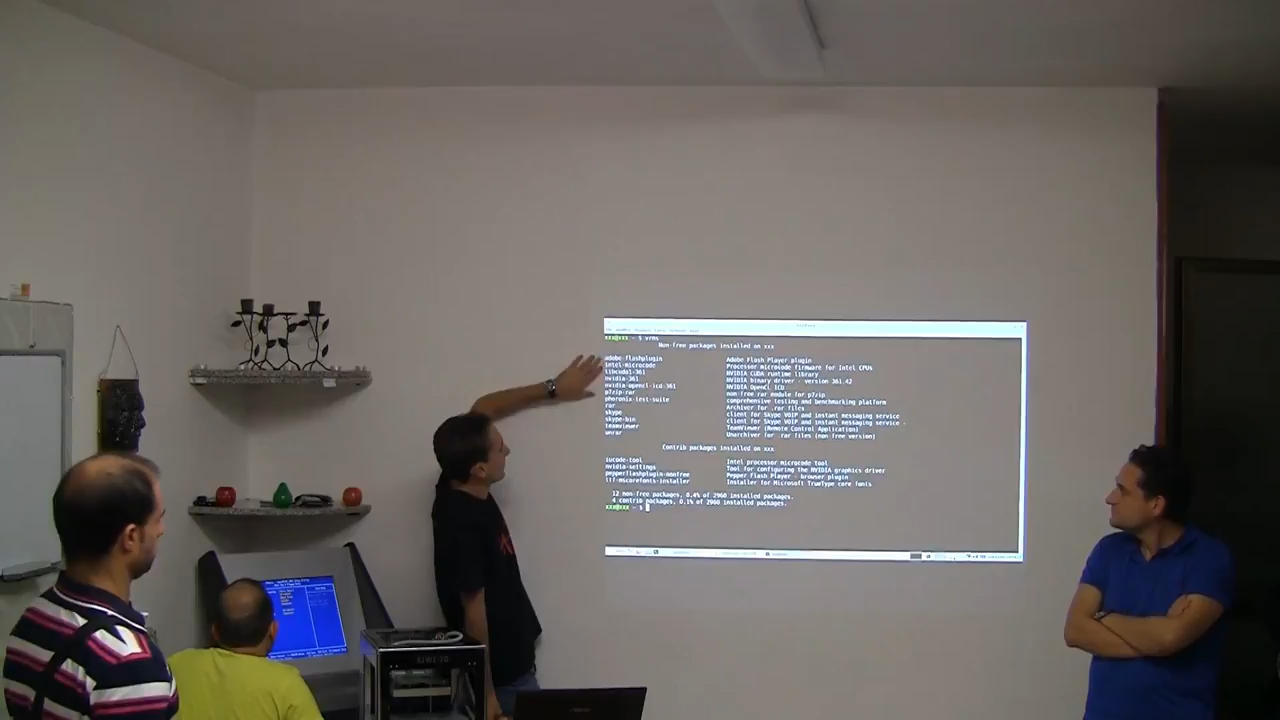 xxx@xxx ~ $ vrms
Non-free packages installed on xxx
adobe-flashplugin Adobe Flash Player plugin
intel-microcode Processor microcode firmware for Intel CPUs
libcuda1-361 NVIDIA CUDA runtime library
nvidia-361 NVIDIA binary driver - version 361.42
nvidia-opencl-icd-361 NVIDIA OpenCL ICD
p7zip-rar non-free rar module for p7zip
phoronix-test-suite comprehensive testing and benchmarking platform
rar Archiver for .rar files
skype client for Skype VOIP and instant messaging service
skype-bin client for Skype VOIP and instant messaging service -
teamviewer TeamViewer (Remote Control Application)
unrar Unarchiver for .rar files (non-free version)
Contrib packages installed on xxx
iucode-tool Intel processor microcode tool
nvidia-settings Tool for configuring the NVIDIA graphics driver
pepperflashplugin-nonfree Pepper Flash Player - browser plugin
ttf-mscorefonts-installer Installer for Microsoft TrueType core fonts
12 non-free packages, 0.4% of 2960 installed packages.
4 contrib packages, 0.1% of 2960 installed packages.
xxx@xxx ~ $